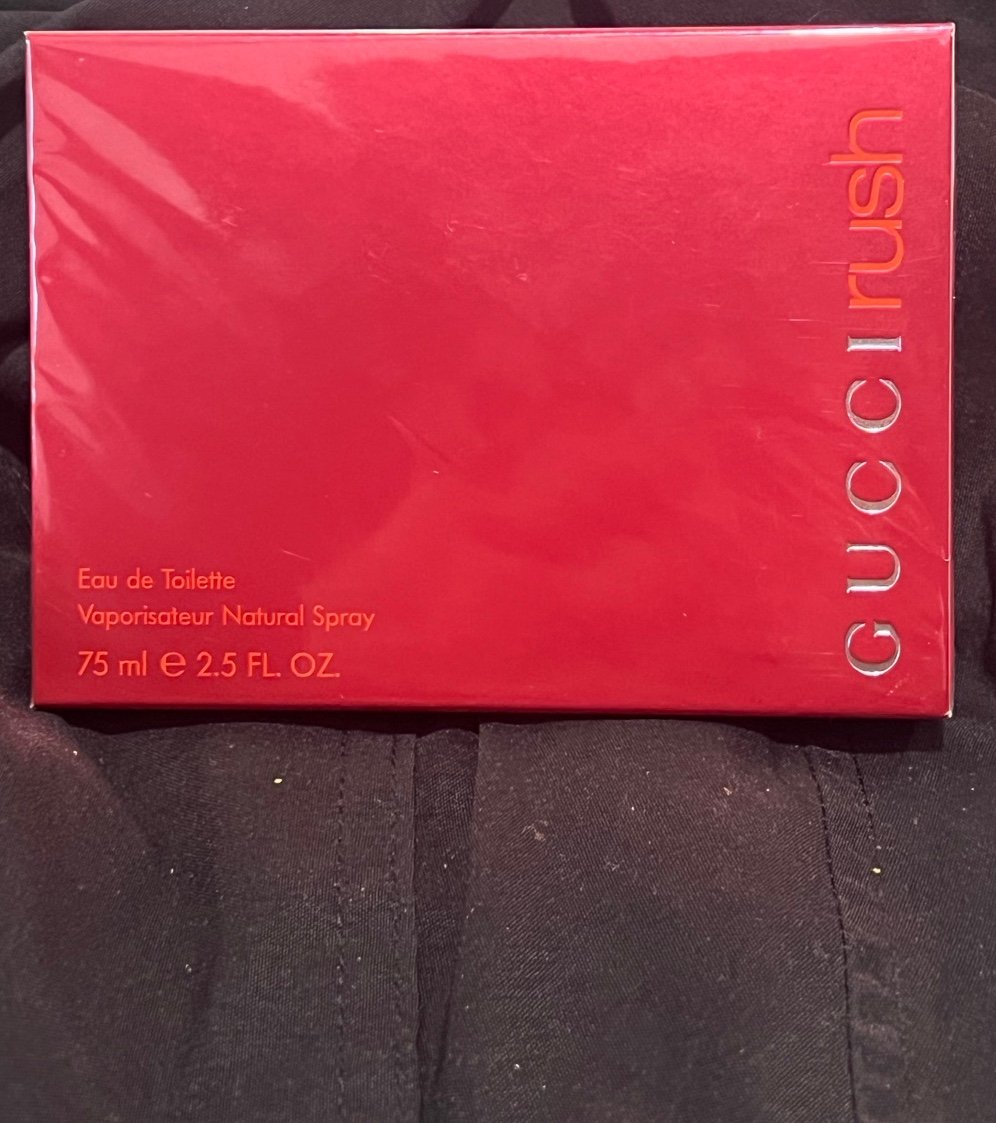 GUCCI rush
Eau de Toilette
Vaporisateur Natural Spray
75 ml ℮ 2.5 FL. OZ.